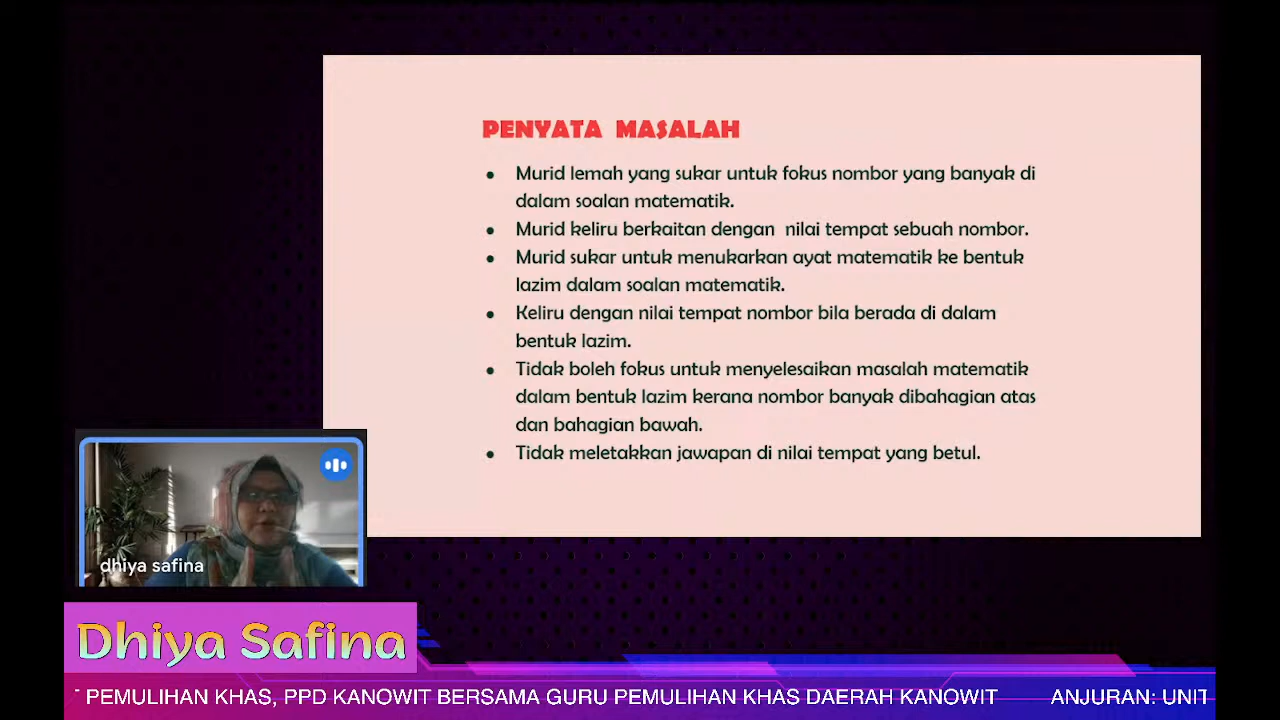 PENYATA MASALAH
• Murid lemah yang sukar untuk fokus nombor yang banyak di
dalam soalan matematik.
• Murid keliru berkaitan dengan nilai tempat sebuah nombor.
• Murid sukar untuk menukarkan ayat matematik ke bentuk
lazim dalam soalan matematik.
• Keliru dengan nilai tempat nombor bila berada di dalam
bentuk lazim.
• Tidak boleh fokus untuk menyelesaikan masalah matematik
dalam bentuk lazim kerana nombor banyak dibahagian atas
dan bahagian bawah.
• Tidak meletakkan jawapan di nilai tempat yang betul.
dhiya safina
Dhiya Safina
PEMULIHAN KHAS, PPD KANOWIT BERSAMA GURU PEMULIHAN KHAS DAERAH KANOWIT ANJURAN: UNIT